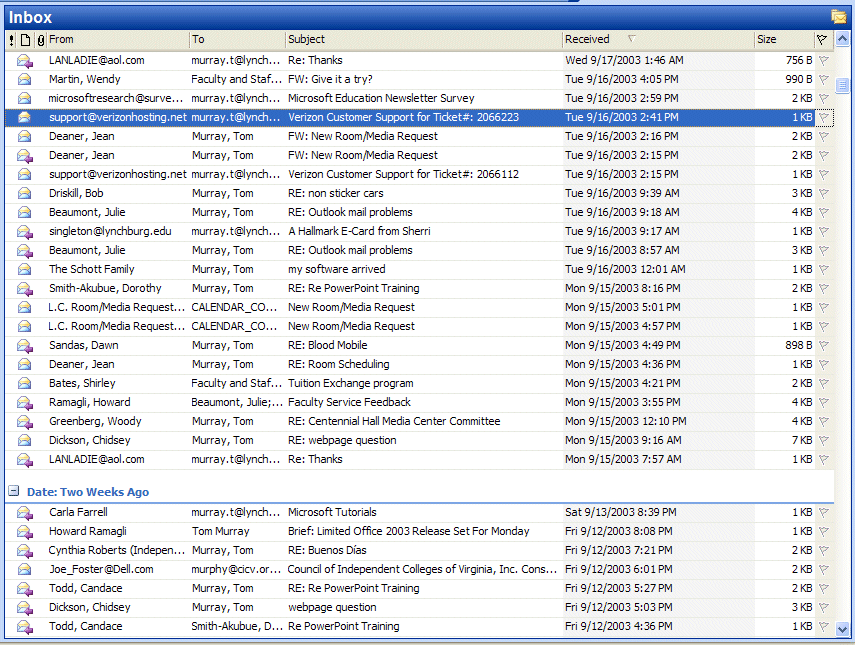 Inbox
! From To Subject Received Size
LANLADIE@aol.com murray.t@lynch... Re: Thanks Wed 9/17/2003 1:46 AM 756 B
Martin, Wendy Faculty and Staf... FW: Give it a try? Tue 9/16/2003 4:05 PM 990 B
microsoftresearch@surve... murray.t@lynch... Microsoft Education Newsletter Survey Tue 9/16/2003 2:59 PM 2 KB
support@verizonhosting.net murray.t@lynch... Verizon Customer Support for Ticket#: 2066223 Tue 9/16/2003 2:41 PM 1 KB
Deaner, Jean Murray, Tom FW: New Room/Media Request Tue 9/16/2003 2:16 PM 2 KB
Deaner, Jean Murray, Tom FW: New Room/Media Request Tue 9/16/2003 2:15 PM 2 KB
support@verizonhosting.net Murray, Tom Verizon Customer Support for Ticket#: 2066112 Tue 9/16/2003 2:15 PM 1 KB
Driskill, Bob Murray, Tom RE: non sticker cars Tue 9/16/2003 9:39 AM 3 KB
Beaumont, Julie Murray, Tom RE: Outlook mail problems Tue 9/16/2003 9:18 AM 4 KB
singleton@lynchburg.edu murray.t@lynch... A Hallmark E-Card from Sherri Tue 9/16/2003 9:17 AM 1 KB
Beaumont, Julie Murray, Tom RE: Outlook mail problems Tue 9/16/2003 8:57 AM 3 KB
The Schott Family Murray, Tom my software arrived Tue 9/16/2003 12:01 AM 1 KB
Smith-Akubue, Dorothy Murray, Tom RE: Re PowerPoint Training Mon 9/15/2003 8:16 PM 2 KB
L.C. Room/Media Request... CALENDAR_CO... New Room/Media Request Mon 9/15/2003 5:01 PM 1 KB
L.C. Room/Media Request... CALENDAR_CO... New Room/Media Request Mon 9/15/2003 4:57 PM 1 KB
Sandas, Dawn Murray, Tom RE: Blood Mobile Mon 9/15/2003 4:49 PM 898 B
Deaner, Jean Murray, Tom RE: Room Scheduling Mon 9/15/2003 4:36 PM 1 KB
Bates, Shirley Faculty and Staf... Tuition Exchange program Mon 9/15/2003 4:21 PM 2 KB
Ramagli, Howard Beaumont, Julie;... Faculty Service Feedback Mon 9/15/2003 3:55 PM 4 KB
Greenberg, Woody Murray, Tom RE: Centennial Hall Media Center Committee Mon 9/15/2003 12:10 PM 4 KB
Dickson, Chidsey Murray, Tom RE: webpage question Mon 9/15/2003 9:16 AM 7 KB
LANLADIE@aol.com murray.t@lynch... Re: Thanks Mon 9/15/2003 7:57 AM 1 KB
Date: Two Weeks Ago
Carla Farrell murray.t@lynch... Microsoft Tutorials Sat 9/13/2003 8:39 PM 1 KB
Howard Ramagli Tom Murray Brief: Limited Office 2003 Release Set For Monday Fri 9/12/2003 8:08 PM 1 KB
Cynthia Roberts (Indepen... Murray, Tom RE: Buenos Días Fri 9/12/2003 7:21 PM 2 KB
Joe_Foster@Dell.com murphy@cicv.or... Council of Independent Colleges of Virginia, Inc. Cons... Fri 9/12/2003 6:01 PM 2 KB
Todd, Candace Murray, Tom RE: Re PowerPoint Training Fri 9/12/2003 5:27 PM 2 KB
Dickson, Chidsey Murray, Tom webpage question Fri 9/12/2003 5:03 PM 3 KB
Todd, Candace Smith-Akubue, D... Re PowerPoint Training Fri 9/12/2003 4:36 PM 1 KB